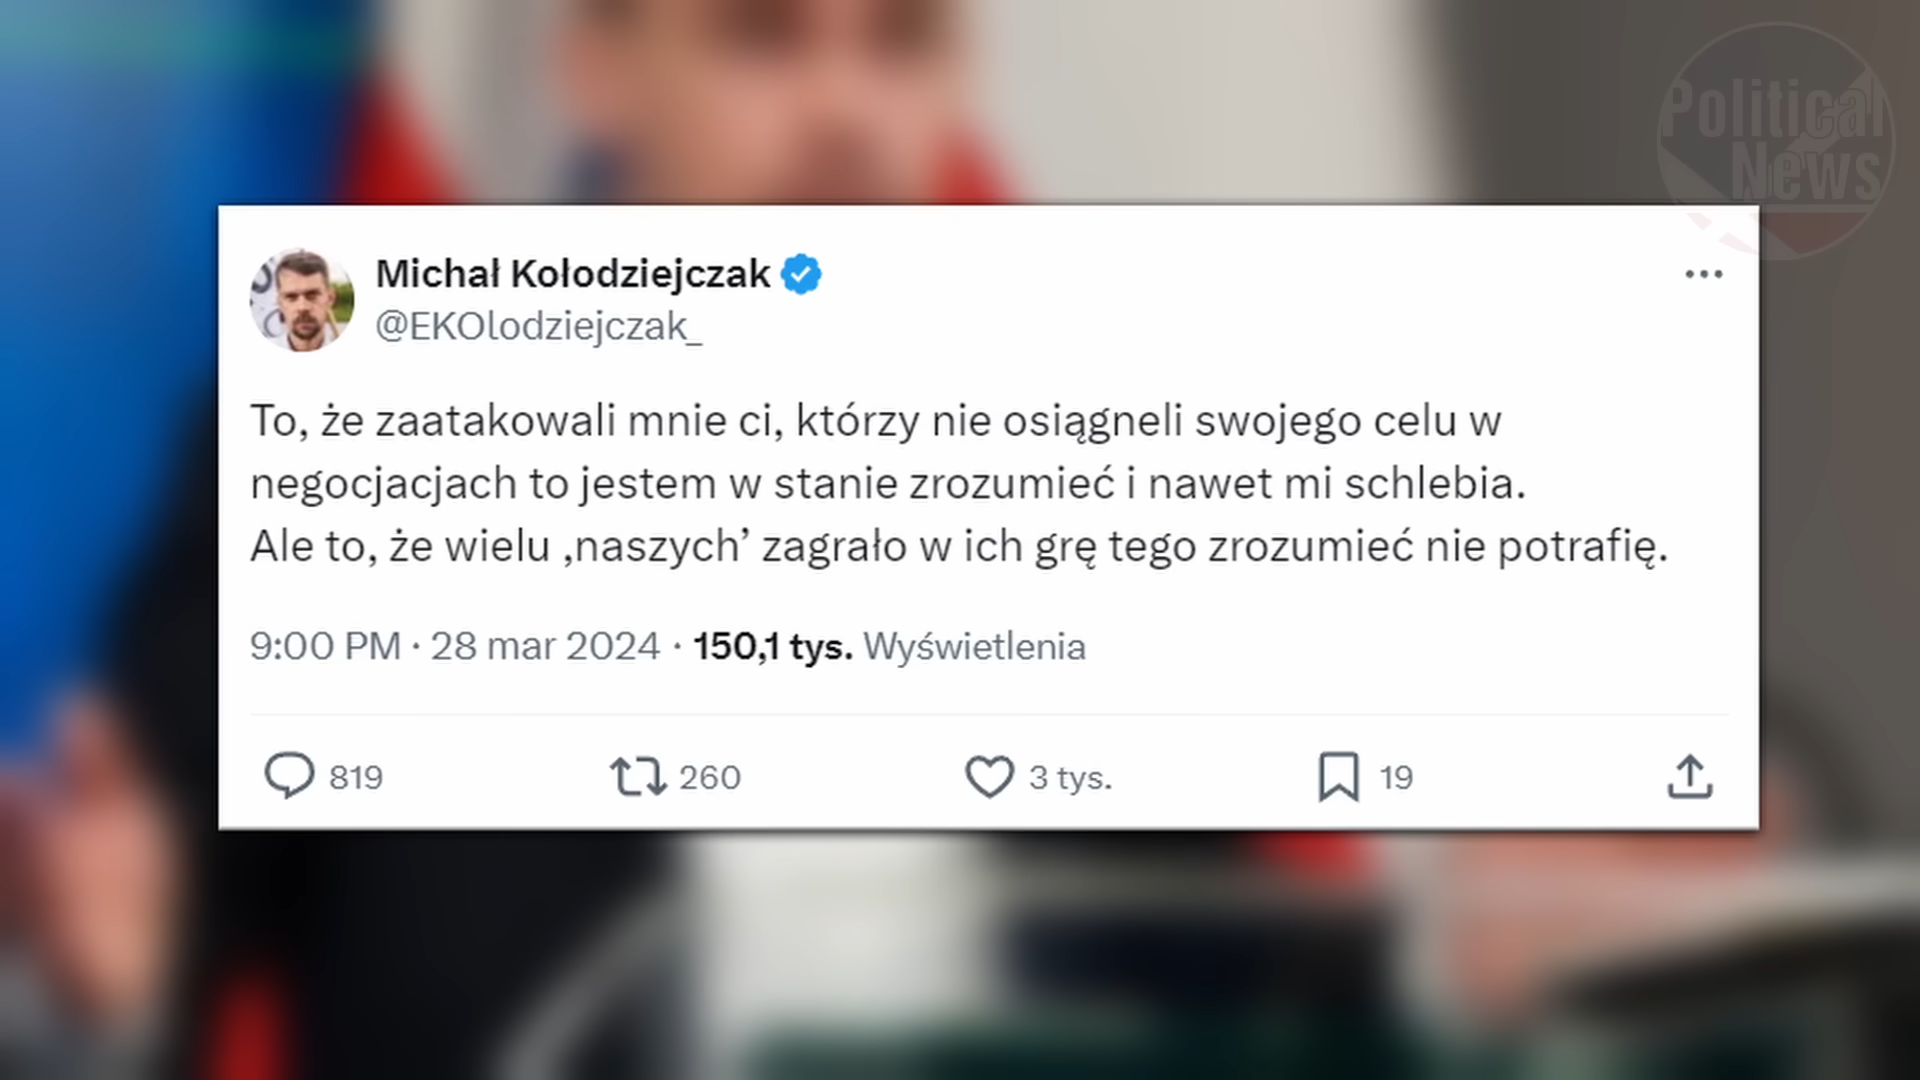 Political
News
Michał Kołodziejczak
@EKOlodziejczak_
To, że zaatakowali mnie ci, którzy nie osiągneli swojego celu w
negocjacjach to jestem w stanie zrozumieć i nawet mi schlebia.
Ale to, że wielu ‚naszych’ zagrało w ich grę tego zrozumieć nie potrafię.
9:00 PM · 28 mar 2024 · 150,1 tys. Wyświetlenia
819 260 3 tys. 19